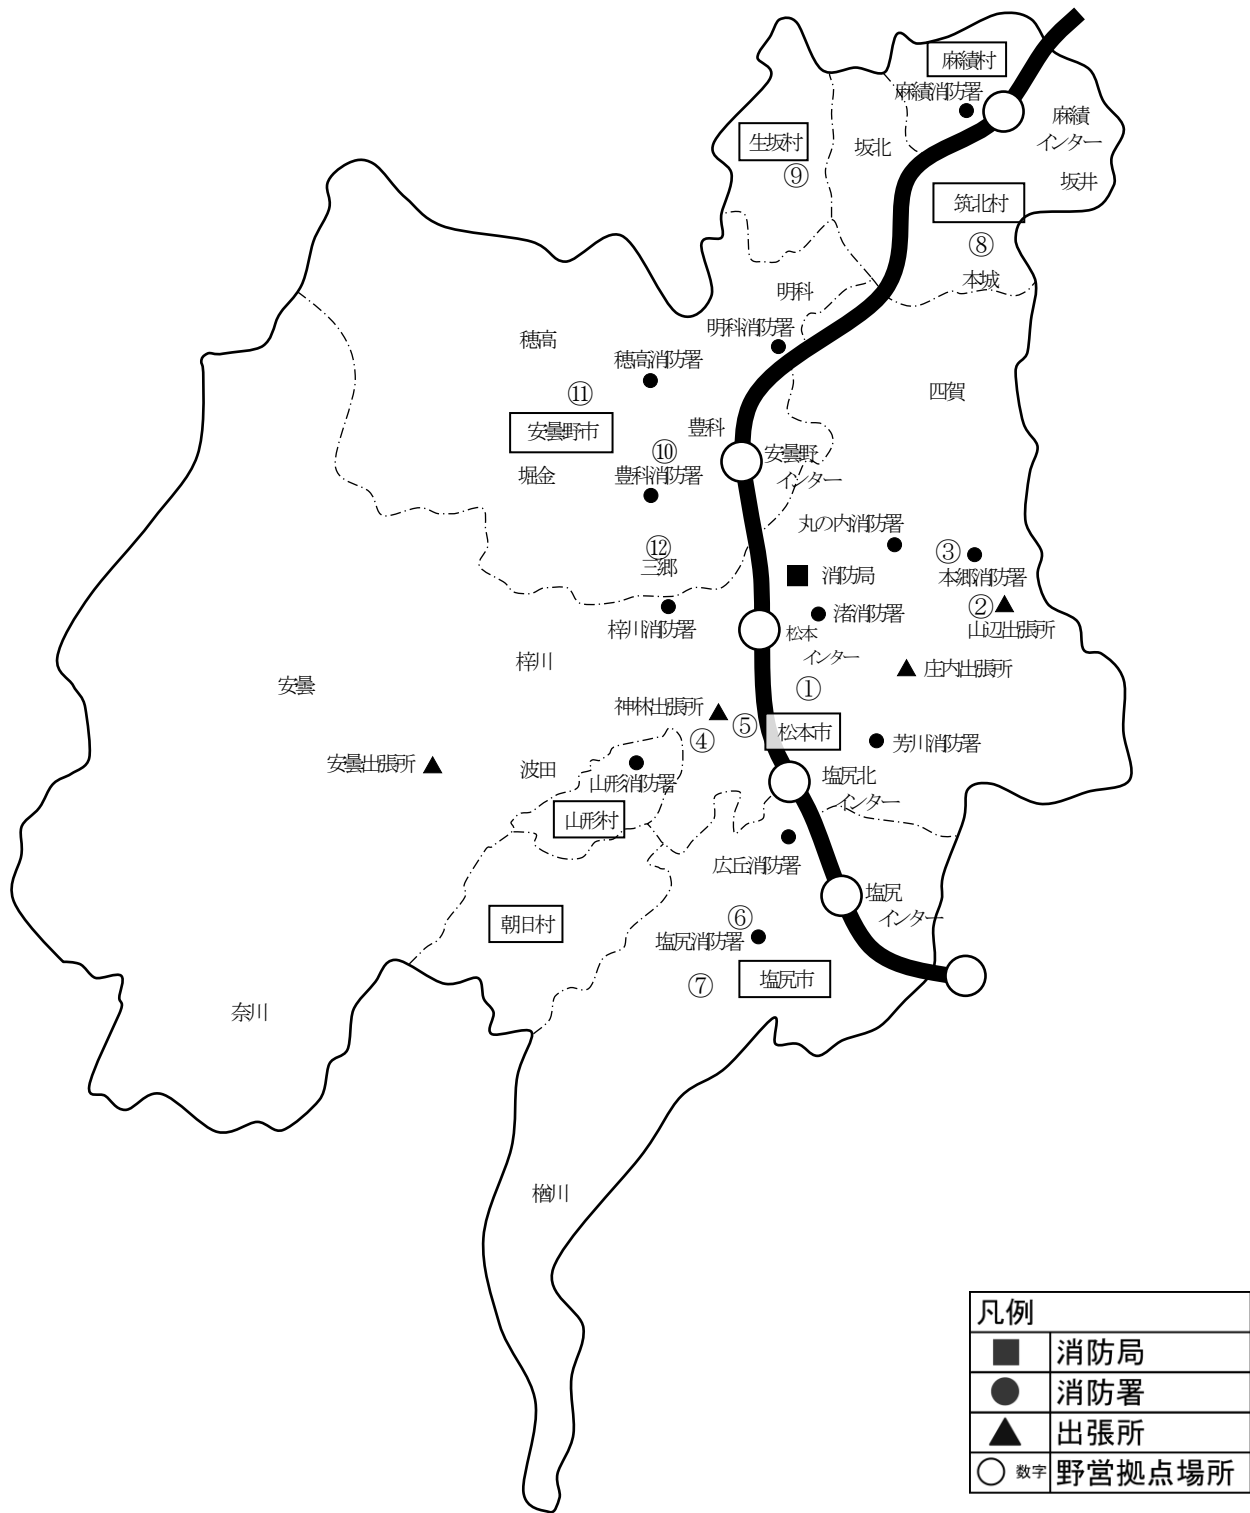 麻績村
麻績消防署
麻績
インター
生坂村
坂北
⑨
坂井
筑北村
⑧
本城
明科
明科消防署
穂高
穂高消防署
四賀
⑪
安曇野市
豊科
⑩
安曇野
インター
堀金
豊科消防署
丸の内消防署
⑫
三郷
③
本郷消防署
消防局
②
渚消防署
梓川消防署
山辺出張所
松本
インター
梓川
庄内出張所
安曇
①
神林出張所
⑤
松本市
④
芳川消防署
安曇出張所
波田
山形消防署
塩尻北
インター
山形村
広丘消防署
塩尻
インター
朝日村
⑥
塩尻消防署
⑦
塩尻市
奈川
楢川
凡例
消防局
消防署
出張所
数字 野営拠点場所